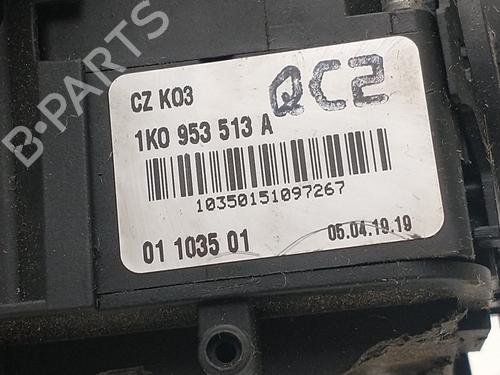 B-PARTS
CZ K03
QC2
1K0 953 513 A
10350151097267
01 1035 01
05.04.19.19